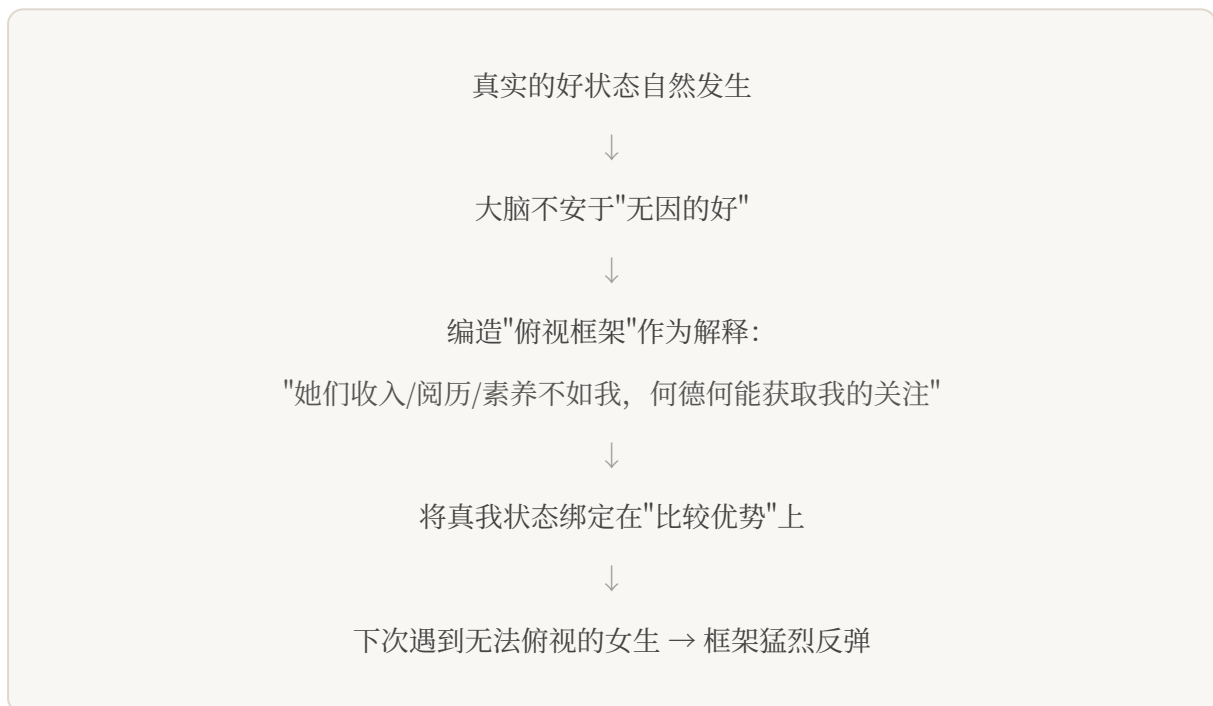 真实的好状态自然发生
↓
大脑不安于"无因的好"
↓
编造"俯视框架"作为解释：
"她们收入/阅历/素养不如我，何德何能获取我的关注"
↓
将真我状态绑定在"比较优势"上
↓
下次遇到无法俯视的女生 → 框架猛烈反弹